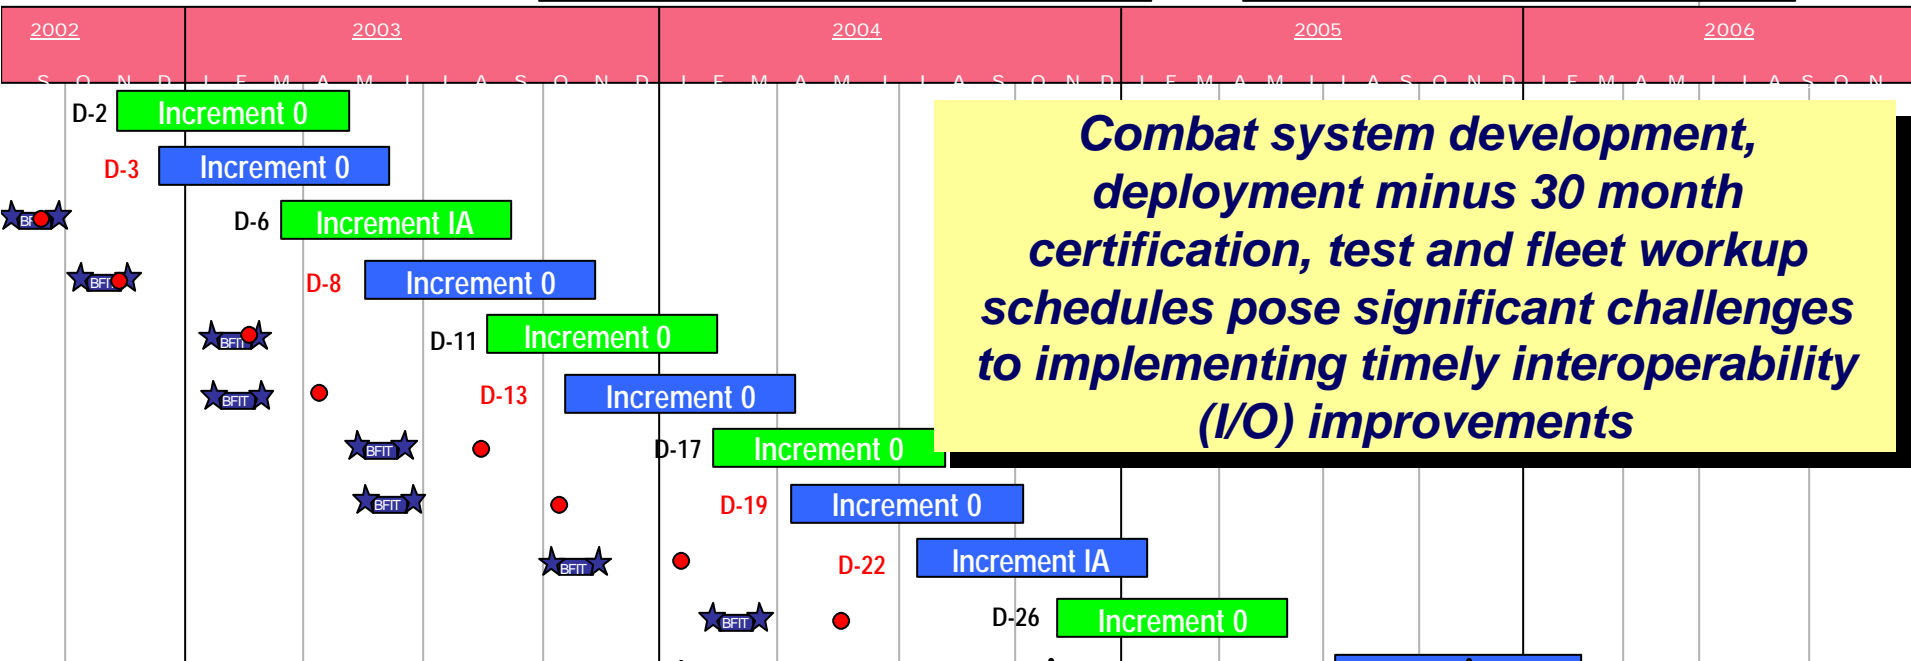 2002 2003 2004 2005 2006
S O N D J F M A M J J A S O N D J F M A M J J A S O N D J F M A M J J A S O N D J F M A M J J A S O N
D-2 Increment 0
D-3 Increment 0
D-6 Increment IA
BFIT D-8 Increment 0
BFIT D-11 Increment 0
BFIT D-13 Increment 0
BFIT D-17 Increment 0
BFIT D-19 Increment 0
BFIT D-22 Increment IA
BFIT D-26 Increment 0
Combat system development,
deployment minus 30 month
certification, test and fleet workup
schedules pose significant challenges
to implementing timely interoperability
(I/O) improvements